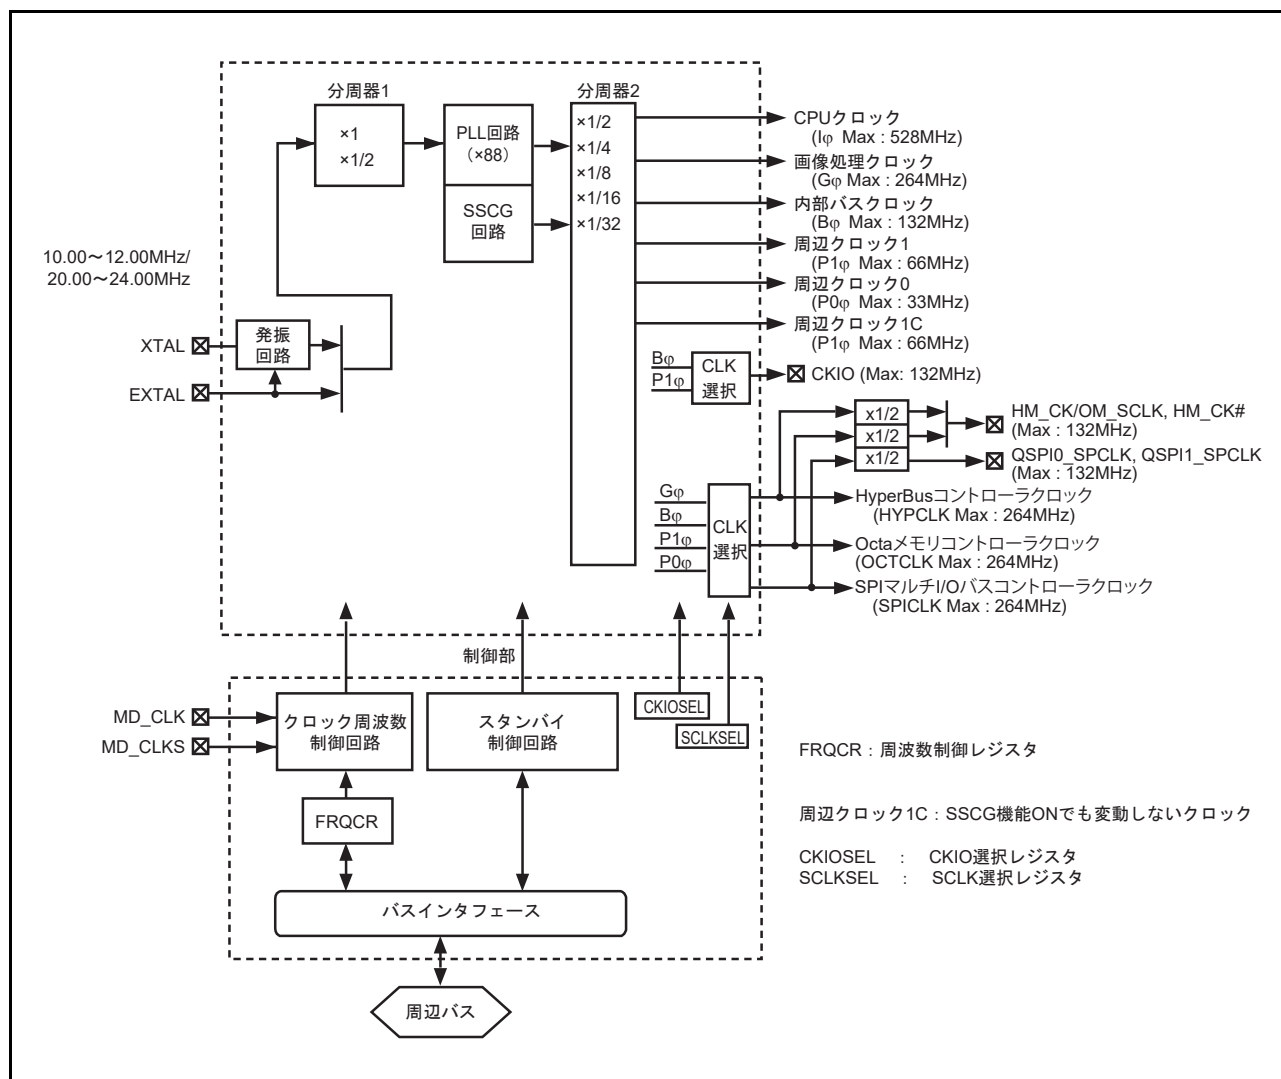 分周器1
×1
×1/2
PLL回路
（×88）
SSCG
回路
分周器2
×1/2
×1/4
×1/8
×1/16
×1/32
CPUクロック
(Iφ Max : 528MHz)
画像処理クロック
(Gφ Max : 264MHz)
内部バスクロック
(Bφ Max : 132MHz)
周辺クロック1
(P1φ Max : 66MHz)
周辺クロック0
(P0φ Max : 33MHz)
周辺クロック1C
(P1φ Max : 66MHz)
10.00～12.00MHz/
20.00～24.00MHz
XTAL
発振
回路
EXTAL
Bφ
P1φ
CLK
選択
CKIO (Max: 132MHz)
x1/2
x1/2
x1/2
HM_CK/OM_SCLK, HM_CK#
(Max : 132MHz)
QSPI0_SPCLK, QSPI1_SPCLK
(Max : 132MHz)
Gφ
Bφ
P1φ
P0φ
CLK
選択
HyperBusコントローラクロック
(HYPCLK Max : 264MHz)
Octaメモリコントローラクロック
(OCTCLK Max : 264MHz)
SPIマルチI/Oバスコントローラクロック
(SPICLK Max : 264MHz)
制御部
MD_CLK
MD_CLKS
クロック周波数
制御回路
スタンバイ
制御回路
CKIOSEL
SCLKSEL
FRQCR
バスインタフェース
周辺バス
FRQCR : 周波数制御レジスタ
周辺クロック1C : SSCG機能ONでも変動しないクロック
CKIOSEL : CKIO選択レジスタ
SCLKSEL : SCLK選択レジスタ